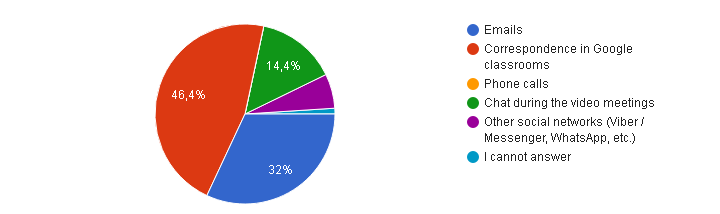 46,4%
14,4%
32%
Emails
Correspondence in Google
classrooms
Phone calls
Chat during the video meetings
Other social networks (Viber /
Messenger, WhatsApp, etc.)
I cannot answer